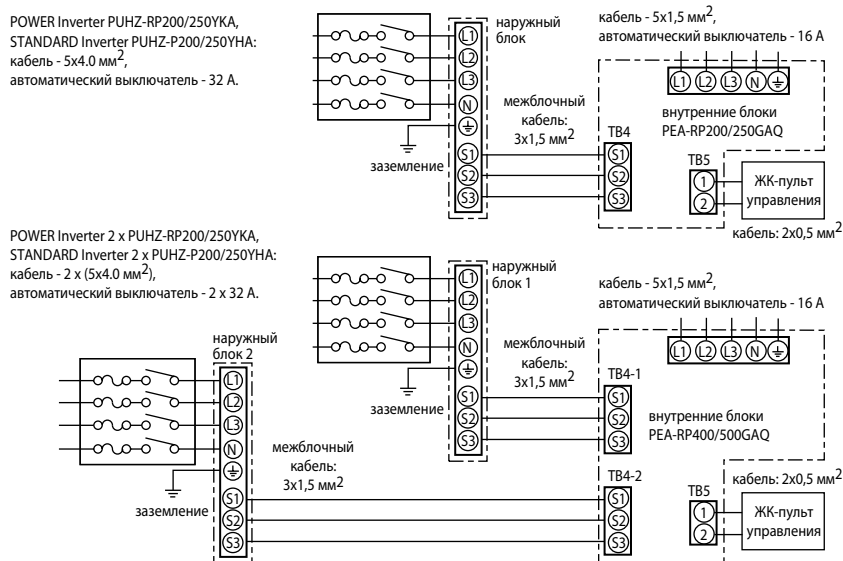 POWER Inverter PUHZ-RP200/250YKA,
STANDARD Inverter PUHZ-P200/250YHA:
кабель - 5x4.0 мм²,
автоматический выключатель - 32 А.
наружный
блок
L1
L2
L3
N
S1
S2
S3
заземление
межблочный
кабель:
3x1,5 мм²
кабель - 5x1,5 мм²,
автоматический выключатель - 16 А
L1 L2 L3 N
внутренние блоки
PEA-RP200/250GAQ
TB4
S1
S2
S3
TB5
1
2
ЖК-пульт
управления
кабель: 2x0,5 мм²
POWER Inverter 2 x PUHZ-RP200/250YKA,
STANDARD Inverter 2 x PUHZ-P200/250YHA:
кабель - 2 x (5x4.0 мм²),
автоматический выключатель - 2 x 32 А.
наружный
блок 1
L1
L2
L3
N
S1
S2
S3
заземление
межблочный
кабель:
3x1,5 мм²
кабель - 5x1,5 мм²,
автоматический выключатель - 16 А
L1 L2 L3 N
TB4-1
S1
S2
S3
внутренние блоки
PEA-RP400/500GAQ
наружный
блок 2
L1
L2
L3
N
S1
S2
S3
заземление
межблочный
кабель:
3x1,5 мм²
TB4-2
S1
S2
S3
TB5
1
2
кабель: 2x0,5 мм²
ЖК-пульт
управления